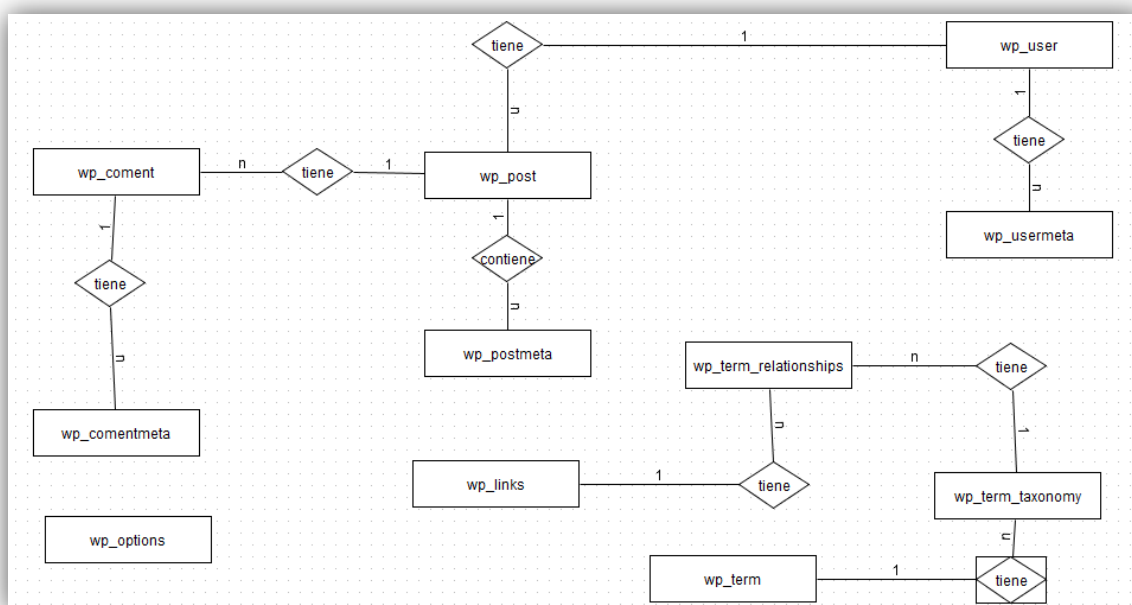 tiene
1
wp_user
n
1
tiene
wp_coment
n
tiene
1
wp_post
n
wp_usermeta
1
1
contiene
tiene
n
n
wp_postmeta
wp_term_relationships
n
tiene
wp_comentmeta
n
1
wp_links
1
tiene
wp_term_taxonomy
wp_options
n
wp_term
1
tiene